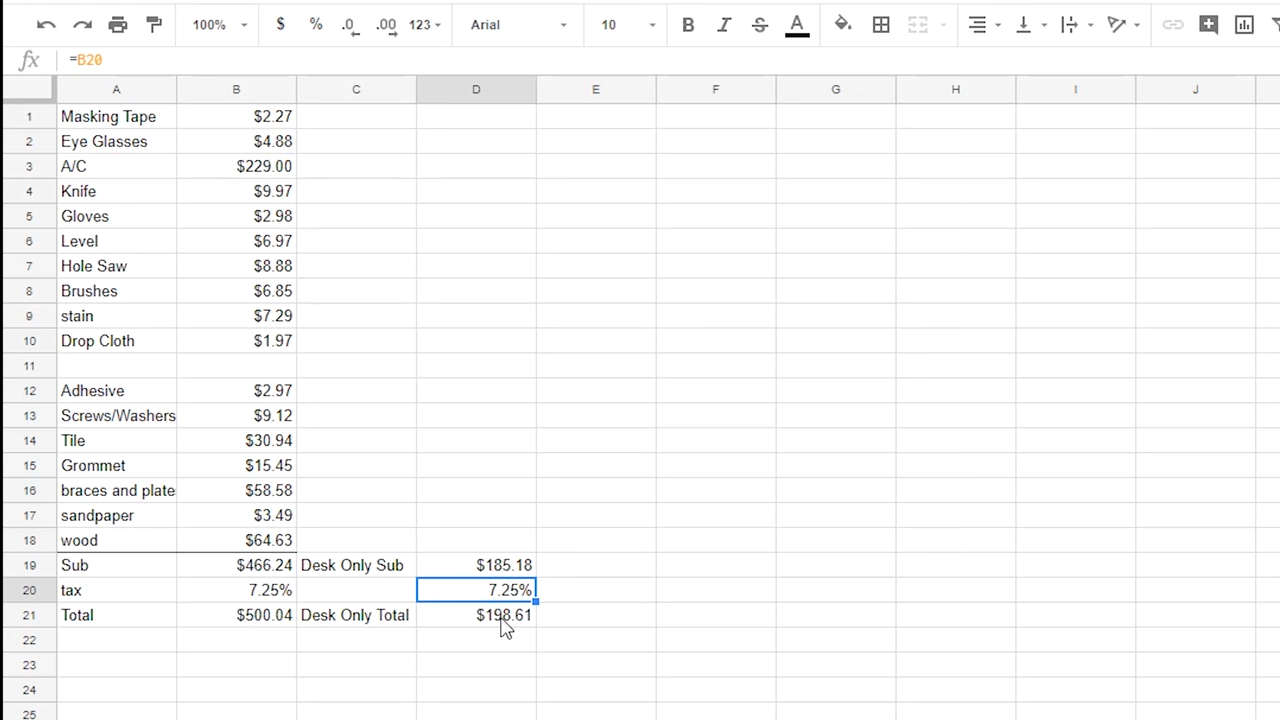 100% $ % .0 .00 123 Arial 10 B I S A
fx =B20
A B C D E F G H I J
1 Masking Tape $2.27
2 Eye Glasses $4.88
3 A/C $229.00
4 Knife $9.97
5 Gloves $2.98
6 Level $6.97
7 Hole Saw $8.88
8 Brushes $6.85
9 stain $7.29
10 Drop Cloth $1.97
11
12 Adhesive $2.97
13 Screws/Washers $9.12
14 Tile $30.94
15 Grommet $15.45
16 braces and plate $58.58
17 sandpaper $3.49
18 wood $64.63
19 Sub $466.24 Desk Only Sub $185.18
20 tax 7.25% 7.25%
21 Total $500.04 Desk Only Total $198.61
22
23
24
25